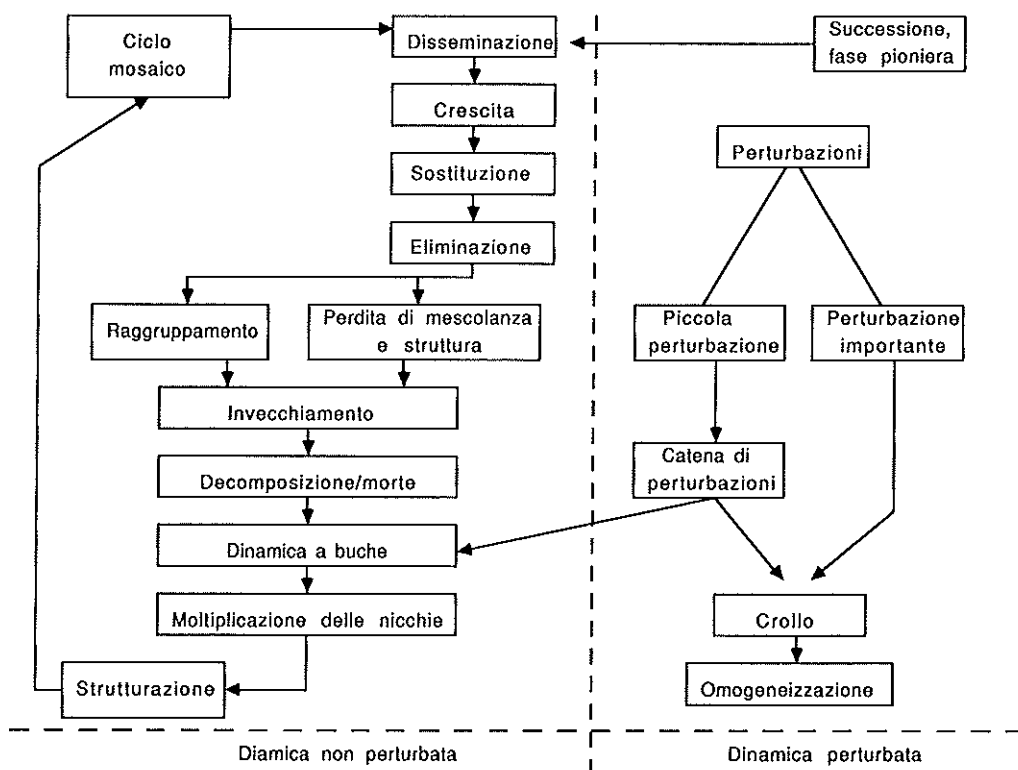 Ciclo
mosaico
Disseminazione
Successione,
fase pioniera
Crescita
Sostituzione
Eliminazione
Raggruppamento
Perdita di mescolanza
e struttura
Invecchiamento
Decomposizione/morte
Dinamica a buche
Moltiplicazione delle nicchie
Strutturazione
Perturbazioni
Piccola
perturbazione
Perturbazione
importante
Catena di
perturbazioni
Crollo
Omogeneizzazione
Diamica non perturbata
Dinamica perturbata